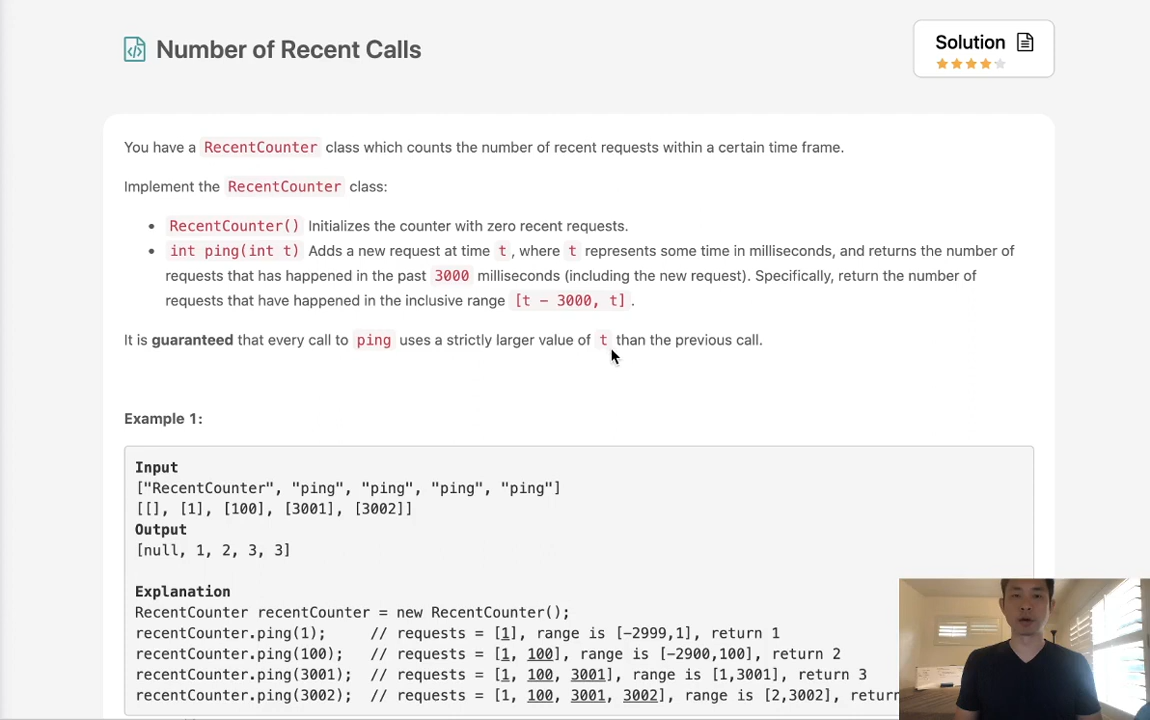 Number of Recent Calls
Solution
You have a RecentCounter class which counts the number of recent requests within a certain time frame.
Implement the RecentCounter class:
• RecentCounter() Initializes the counter with zero recent requests.
• int ping(int t) Adds a new request at time t, where t represents some time in milliseconds, and returns the number of
requests that has happened in the past 3000 milliseconds (including the new request). Specifically, return the number of
requests that have happened in the inclusive range [t - 3000, t].
It is guaranteed that every call to ping uses a strictly larger value of t than the previous call.
Example 1:
Input
["RecentCounter", "ping", "ping", "ping", "ping"]
[[], [1], [100], [3001], [3002]]
Output
[null, 1, 2, 3, 3]
Explanation
RecentCounter recentCounter = new RecentCounter();
recentCounter.ping(1);     // requests = [1], range is [-2999,1], return 1
recentCounter.ping(100);   // requests = [1, 100], range is [-2900,100], return 2
recentCounter.ping(3001);  // requests = [1, 100, 3001], range is [1,3001], return 3
recentCounter.ping(3002);  // requests = [1, 100, 3001, 3002], range is [2,3002], retur